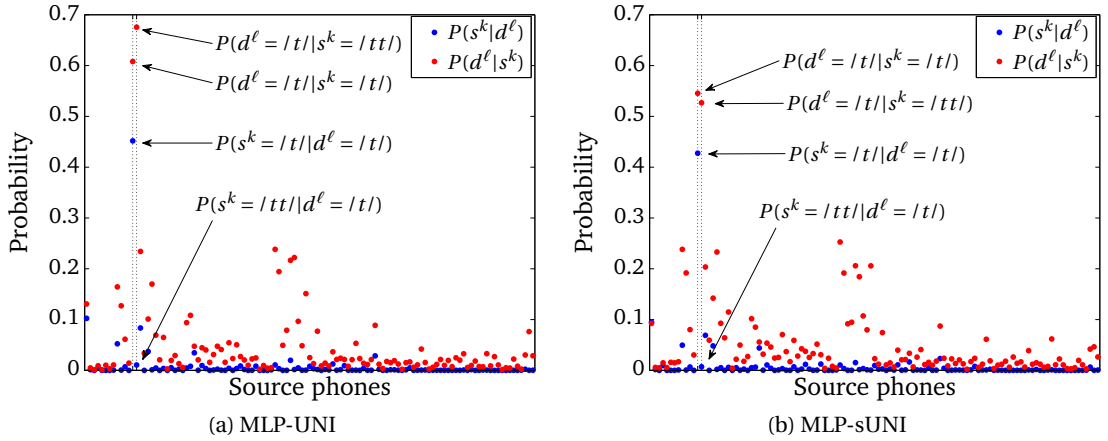 0.7
0.6
0.5
0.4
0.3
0.2
0.1
0
Probability
P(s^k|d^ℓ)
P(d^ℓ|s^k)
P(d^ℓ = /t/|s^k = /tt/)
P(d^ℓ = /t/|s^k = /t/)
P(s^k = /t/|d^ℓ = /t/)
P(s^k = /tt/|d^ℓ = /t/)
Source phones
(a) MLP-UNI
0.7
0.6
0.5
0.4
0.3
0.2
0.1
0
Probability
P(s^k|d^ℓ)
P(d^ℓ|s^k)
P(d^ℓ = /t/|s^k = /t/)
P(d^ℓ = /t/|s^k = /tt/)
P(s^k = /t/|d^ℓ = /t/)
P(s^k = /tt/|d^ℓ = /t/)
Source phones
(b) MLP-sUNI